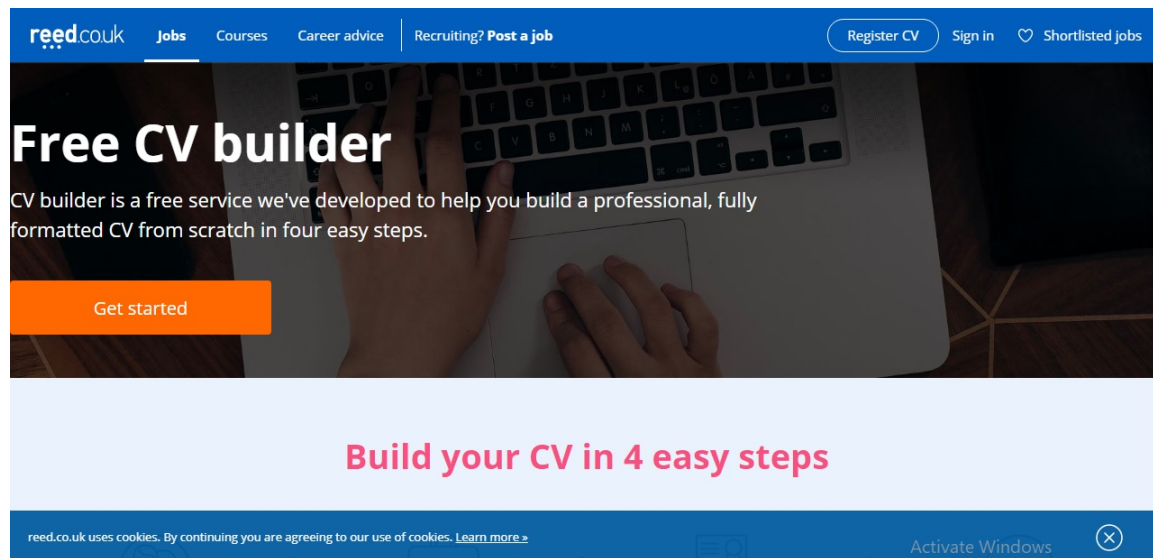 reed.co.uk Jobs Courses Career advice Recruiting? Post a job Register CV Sign in Shortlisted jobs
Free CV builder
CV builder is a free service we've developed to help you build a professional, fully
formatted CV from scratch in four easy steps.
Get started
Build your CV in 4 easy steps
reed.co.uk uses cookies. By continuing you are agreeing to our use of cookies. Learn more »
Activate Windows